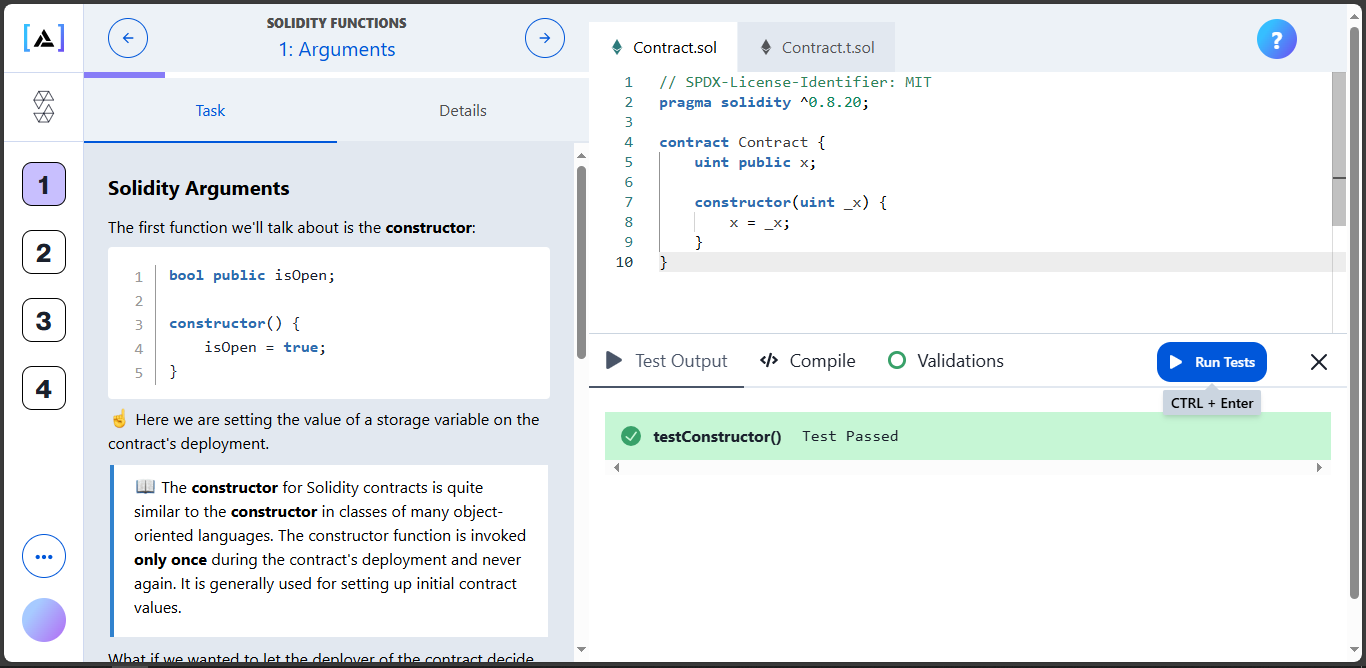 SOLIDITY FUNCTIONS
1: Arguments
Task
Details
1
2
3
4
Solidity Arguments
The first function we'll talk about is the constructor:
1 bool public isOpen;
2
3 constructor() {
4 isOpen = true;
5 }
☝️ Here we are setting the value of a storage variable on the
contract's deployment.
📖 The constructor for Solidity contracts is quite
similar to the constructor in classes of many object-
oriented languages. The constructor function is invoked
only once during the contract's deployment and never
again. It is generally used for setting up initial contract
values.
What if we wanted to let the deployer of the contract decide
Contract.sol
Contract.t.sol
?
1 // SPDX-License-Identifier: MIT
2 pragma solidity ^0.8.20;
3
4 contract Contract {
5 uint public x;
6
7 constructor(uint _x) {
8 x = _x;
9 }
10 }
Test Output
Compile
Validations
Run Tests
CTRL + Enter
testConstructor() Test Passed